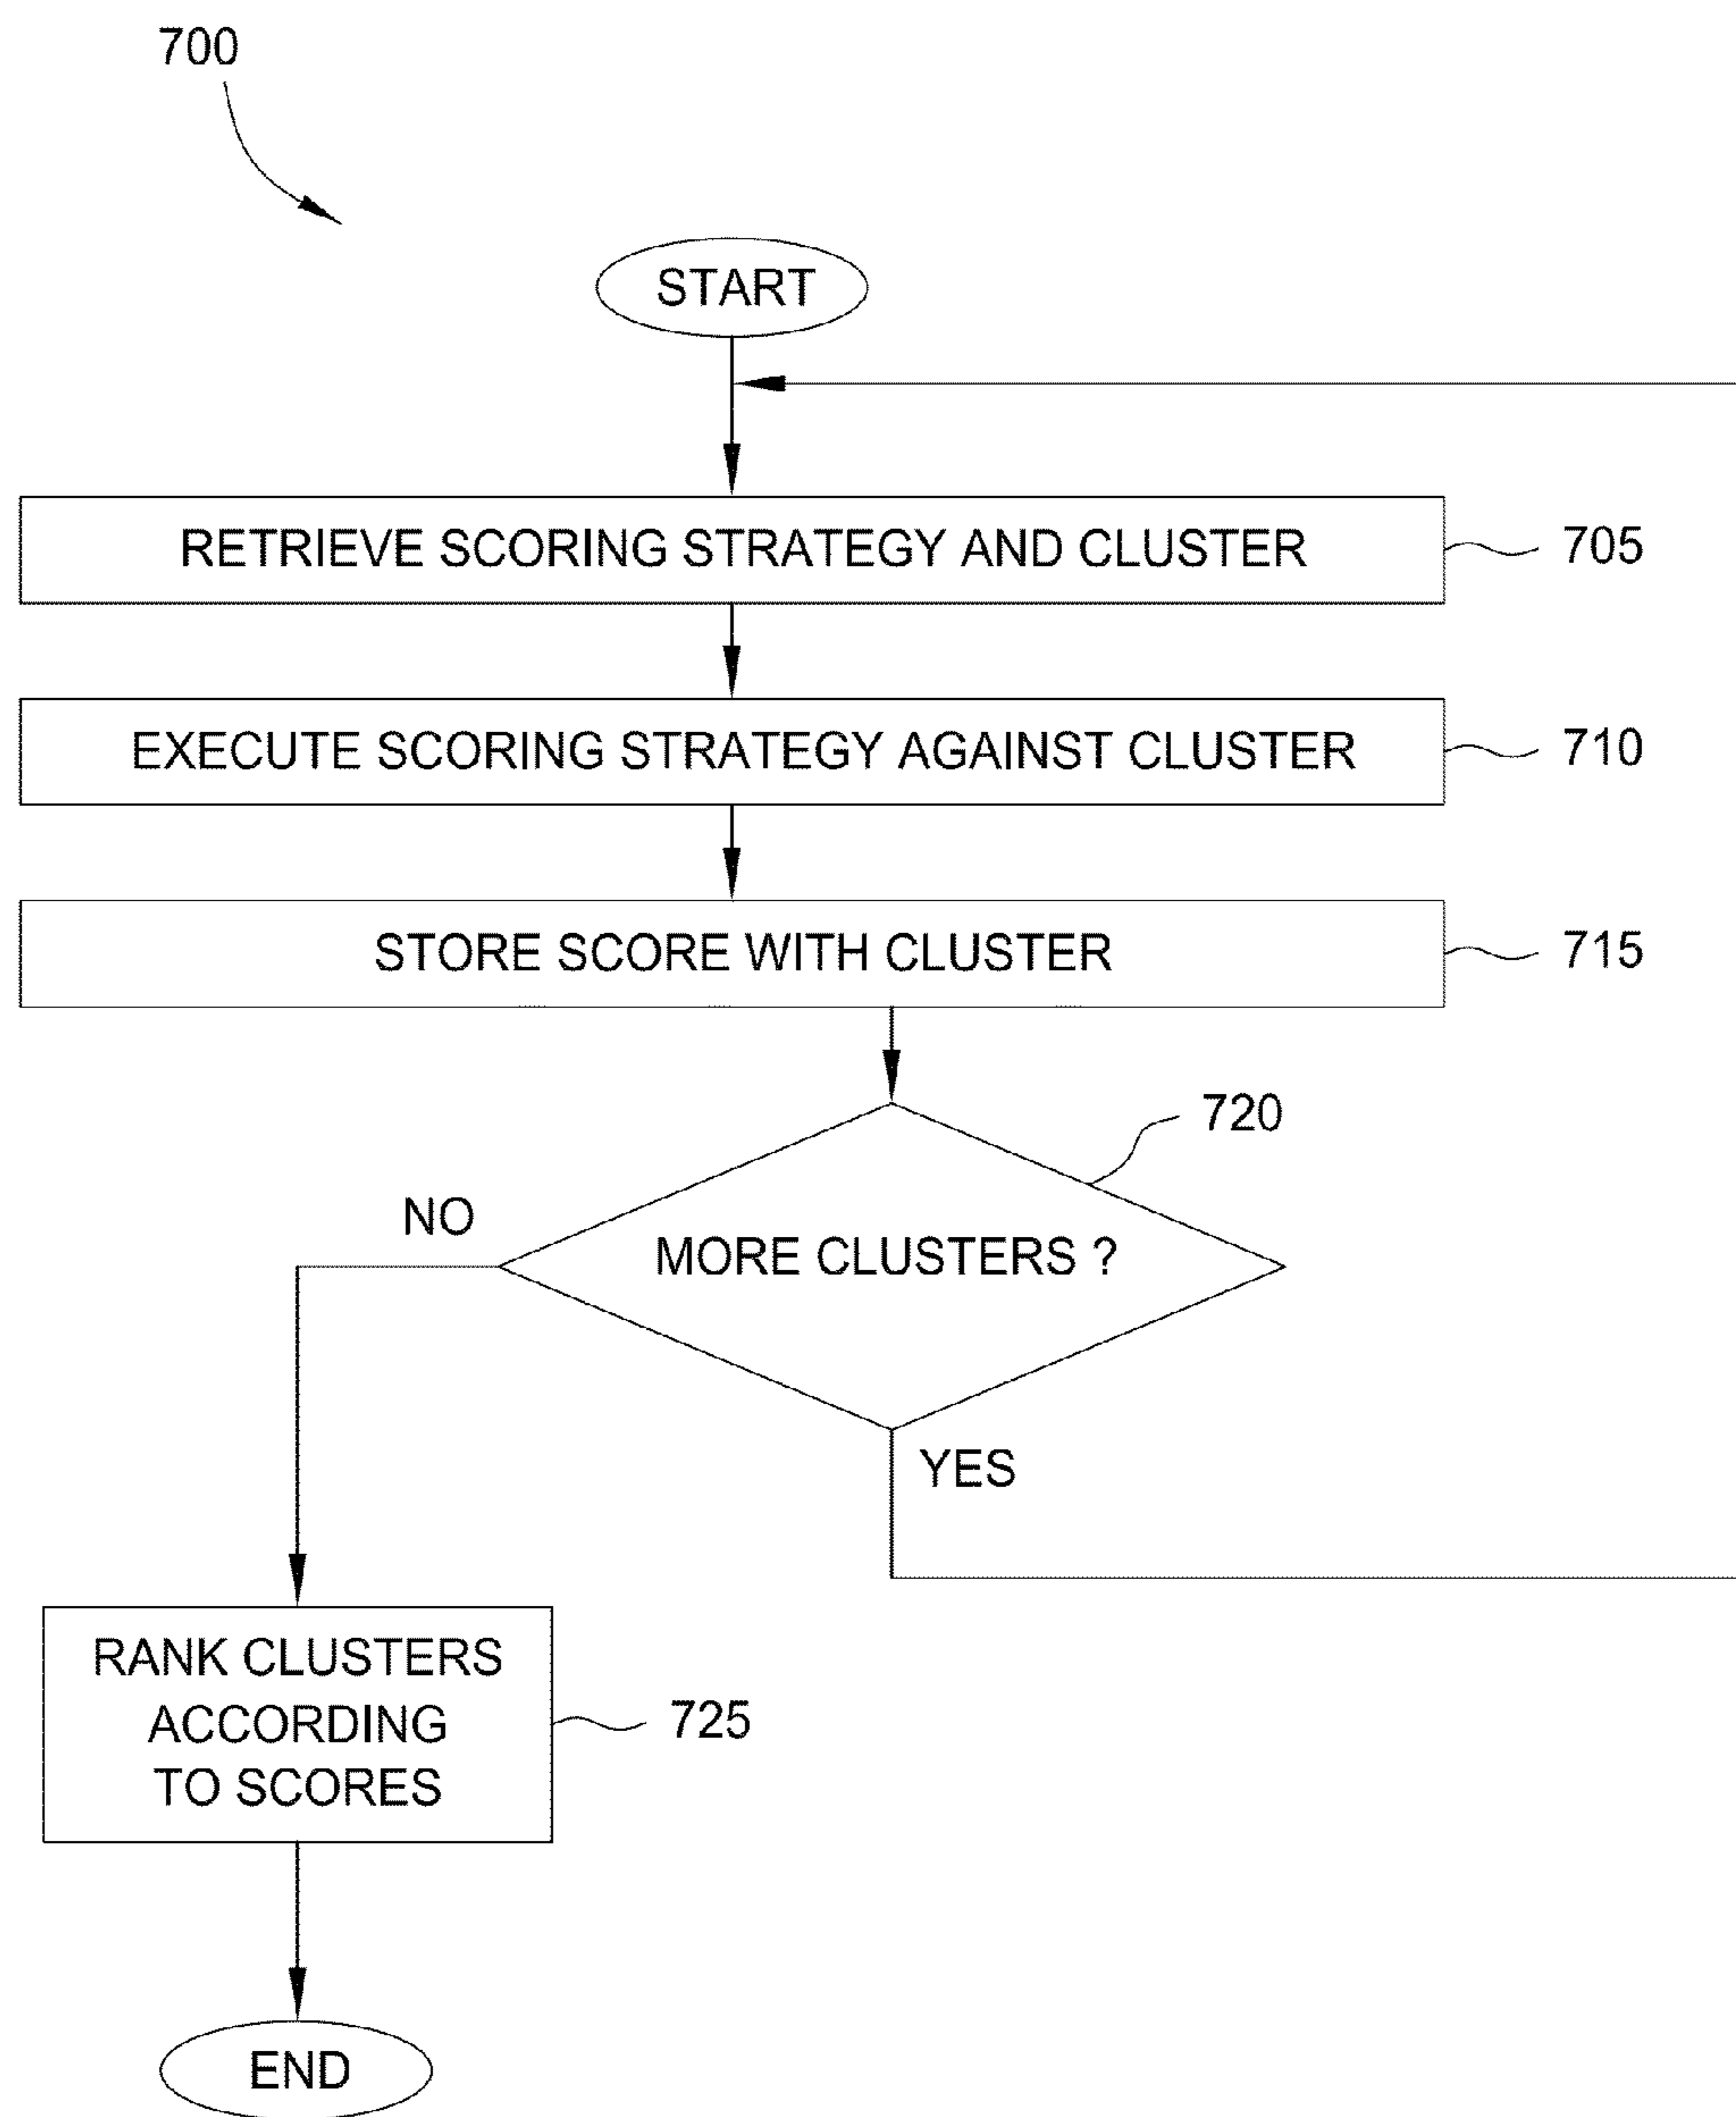 700
START
RETRIEVE SCORING STRATEGY AND CLUSTER
705
EXECUTE SCORING STRATEGY AGAINST CLUSTER
710
STORE SCORE WITH CLUSTER
715
720
NO
MORE CLUSTERS ?
YES
RANK CLUSTERS
ACCORDING
TO SCORES
725
END